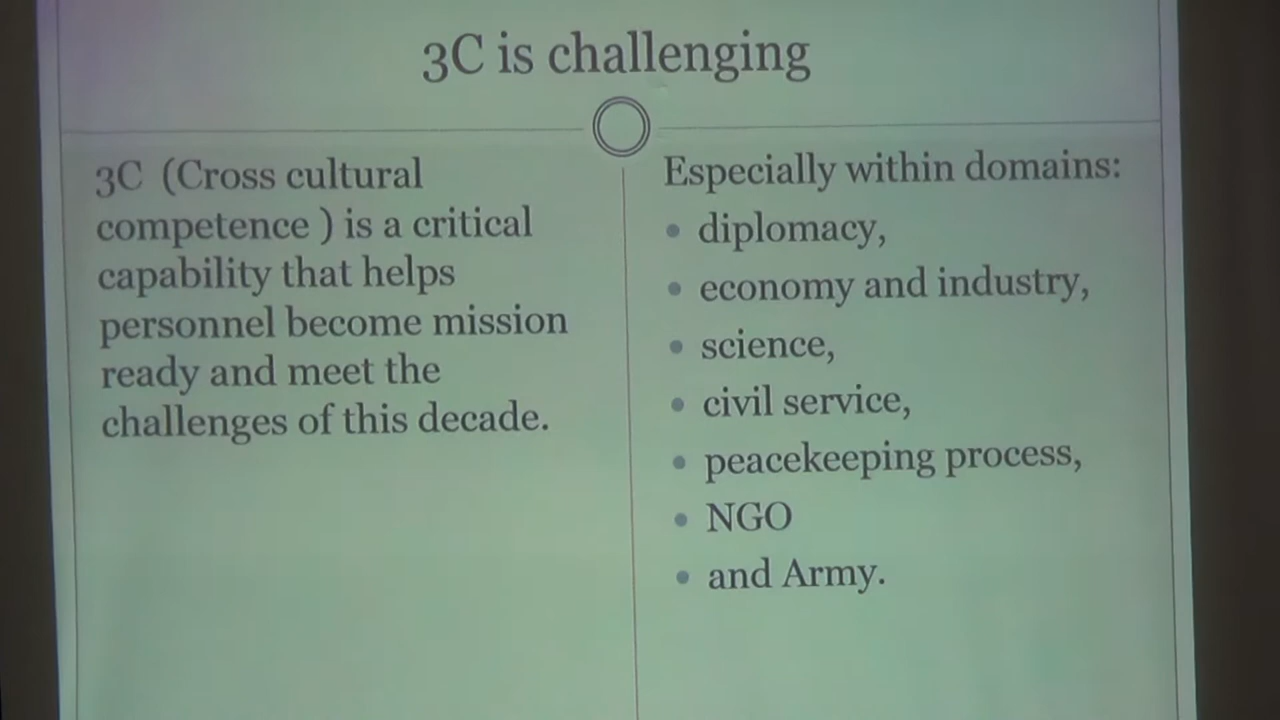 3C is challenging
3C (Cross cultural
competence ) is a critical
capability that helps
personnel become mission
ready and meet the
challenges of this decade.
Especially within domains:
• diplomacy,
• economy and industry,
• science,
• civil service,
• peacekeeping process,
• NGO
• and Army.